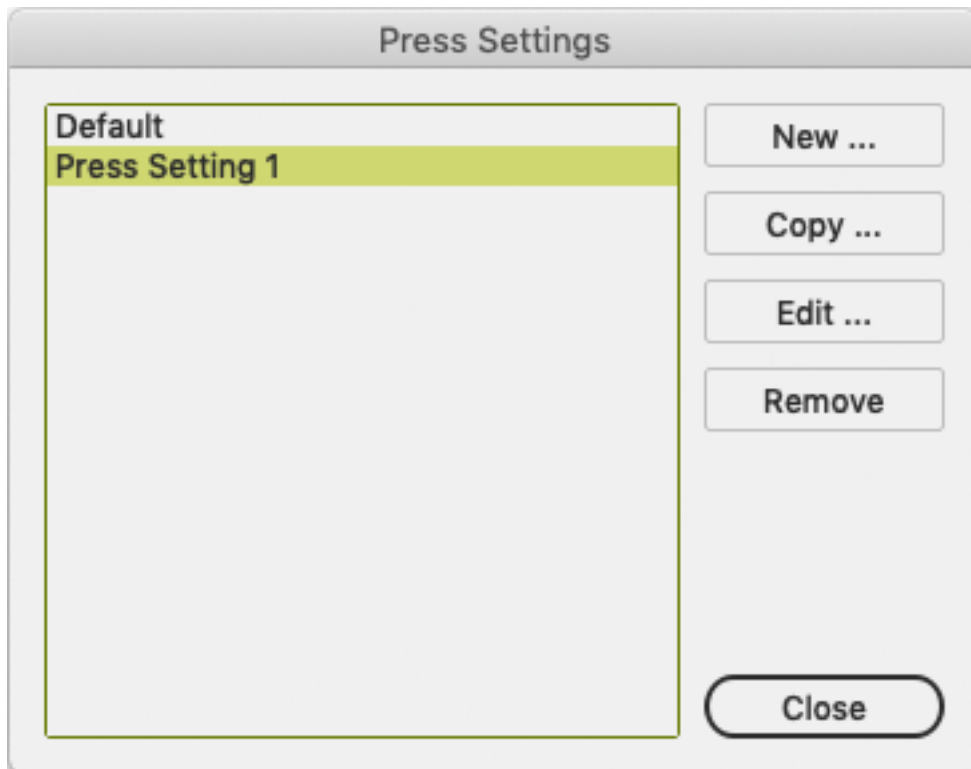 Press Settings
Default
Press Setting 1
New ...
Copy ...
Edit ...
Remove
Close